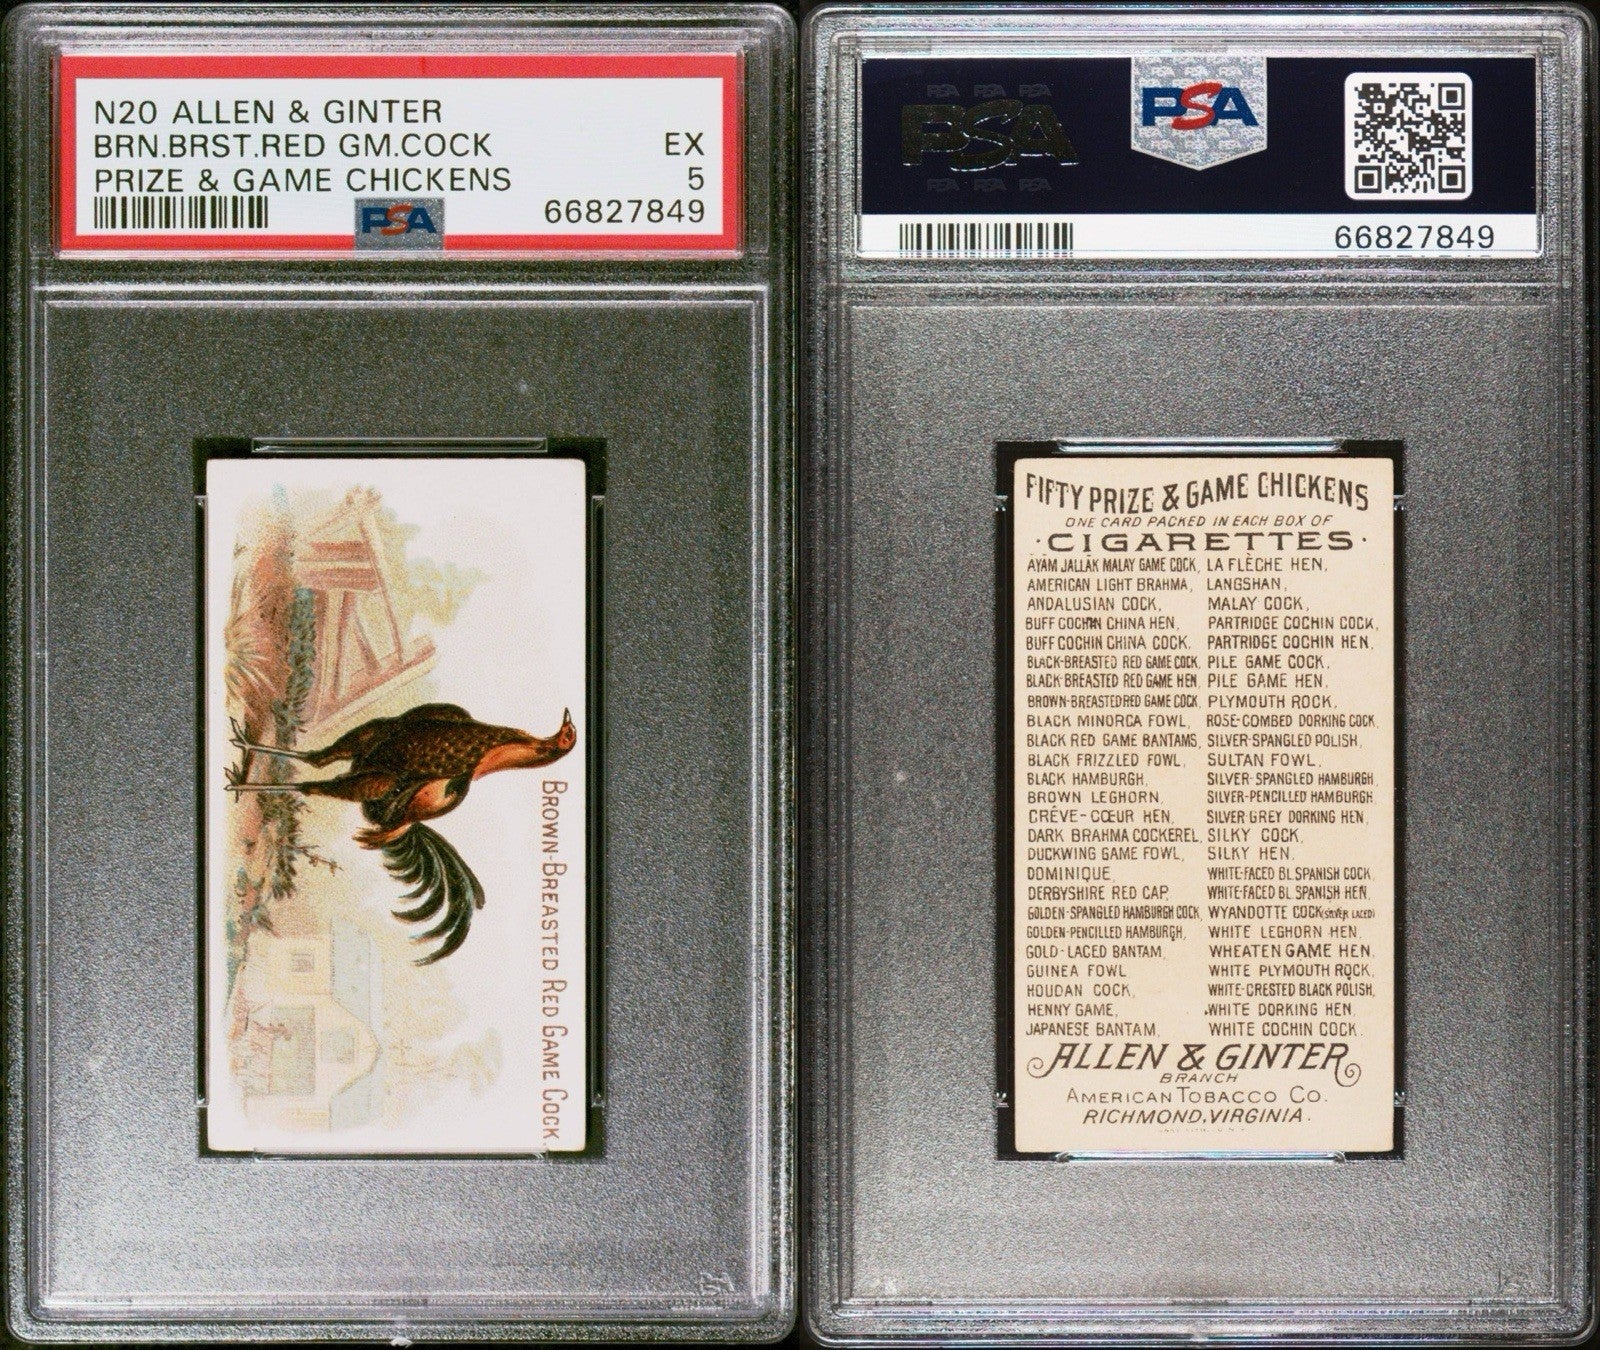 N20 ALLEN & GINTER
BRN.BRST.RED GM.COCK
EX
PRIZE & GAME CHICKENS
5
PSA
66827849
BROWN-BREASTED RED GAME COCK.
PSA
PSA PSA PSA
PSA
PSA PSA PSA
PSA
66827849
FIFTY PRIZE & GAME CHICKENS
ONE CARD PACKED IN EACH BOX OF
·CIGARETTES·
AYAM JALLAK MALAY GAME COCK, LA FLÈCHE HEN,
AMERICAN LIGHT BRAHMA, LANGSHAN,
ANDALUSIAN COCK, MALAY COCK,
BUFF COCHIN CHINA HEN, PARTRIDGE COCHIN COCK,
BUFF COCHIN CHINA COCK, PARTRIDGE COCHIN HEN,
BLACK-BREASTED RED GAME COCK, PILE GAME COCK,
BLACK-BREASTED RED GAME HEN, PILE GAME HEN,
BROWN-BREASTED RED GAME COCK, PLYMOUTH ROCK,
BLACK MINORCA FOWL, ROSE-COMBED DORKING COCK,
BLACK RED GAME BANTAMS, SILVER-SPANGLED POLISH,
BLACK FRIZZLED FOWL, SULTAN FOWL,
BLACK HAMBURGH, SILVER-SPANGLED HAMBURGH,
BROWN LEGHORN, SILVER-PENCILLED HAMBURGH
CRÉVE-CŒUR HEN, SILVER GREY DORKING HEN,
DARK BRAHMA COCKEREL, SILKY COCK,
DUCKWING GAME FOWL, SILKY HEN,
DOMINIQUE, WHITE-FACED BL. SPANISH COCK,
DERBYSHIRE RED CAP, WHITE-FACED BL. SPANISH HEN,
GOLDEN-SPANGLED HAMBURGH COCK, WYANDOTTE COCK (SILVER LACED)
GOLDEN-PENCILLED HAMBURGH, WHITE LEGHORN HEN,
GOLD-LACED BANTAM, WHEATEN GAME HEN,
GUINEA FOWL WHITE PLYMOUTH ROCK,
HOUDAN COCK, WHITE-CRESTED BLACK POLISH,
HENNY GAME, WHITE DORKING HEN,
JAPANESE BANTAM, WHITE COCHIN COCK.
ALLEN & GINTER
BRANCH
AMERICAN TOBACCO CO.
RICHMOND, VIRGINIA.